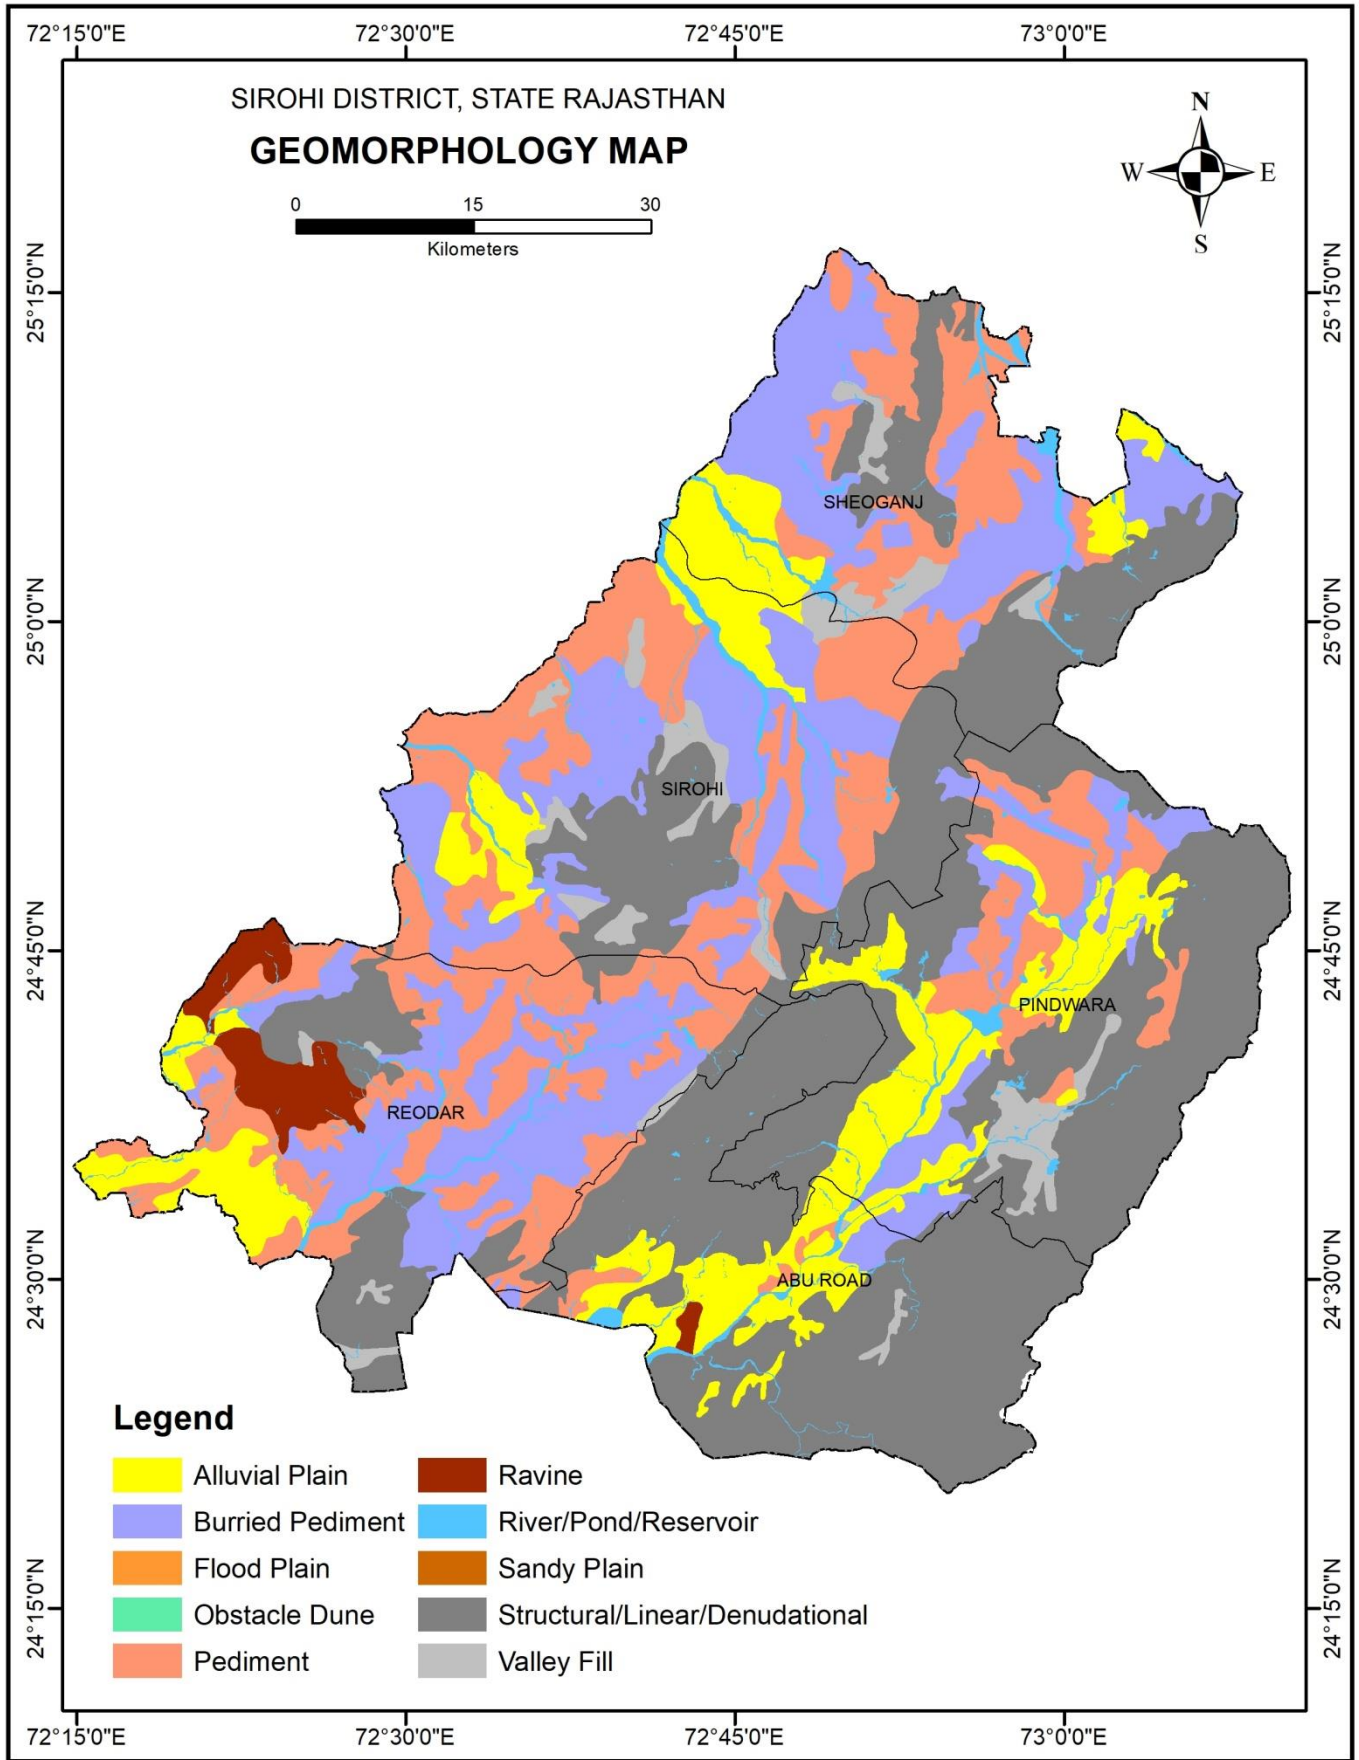 72°15'0"E 72°30'0"E 72°45'0"E 73°0'0"E
SIROHI DISTRICT, STATE RAJASTHAN
GEOMORPHOLOGY MAP
0 15 30
Kilometers
N
W E
S
25°15'0"N 25°15'0"N
SHEOGANJ
25°0'0"N 25°0'0"N
SIROHI
24°45'0"N 24°45'0"N
PINDWARA
REODAR
24°30'0"N 24°30'0"N
ABU ROAD
Legend
Alluvial Plain Ravine
Burried Pediment River/Pond/Reservoir
Flood Plain Sandy Plain
Obstacle Dune Structural/Linear/Denudational
Pediment Valley Fill
24°15'0"N 24°15'0"N
72°15'0"E 72°30'0"E 72°45'0"E 73°0'0"E